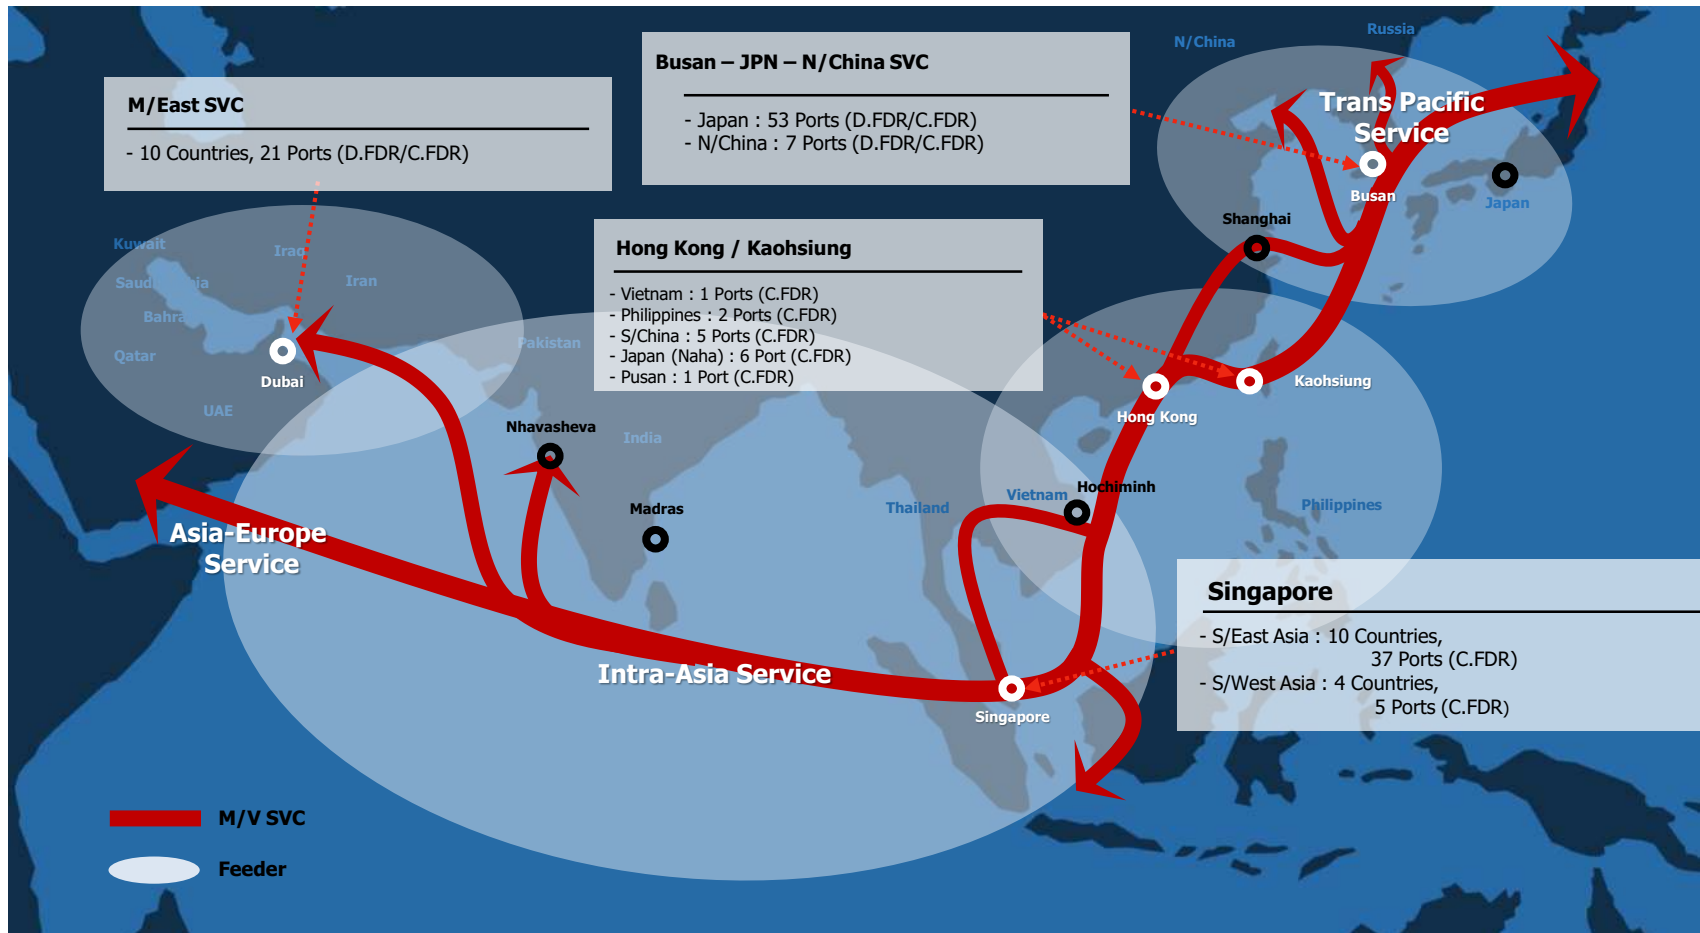 N/China
Russia
Busan – JPN – N/China SVC
- Japan : 53 Ports (D.FDR/C.FDR)
- N/China : 7 Ports (D.FDR/C.FDR)
M/East SVC
- 10 Countries, 21 Ports (D.FDR/C.FDR)
Trans Pacific
Service
Busan
Japan
Shanghai
Hong Kong / Kaohsiung
- Vietnam : 1 Ports (C.FDR)
- Philippines : 2 Ports (C.FDR)
- S/China : 5 Ports (C.FDR)
- Japan (Naha) : 6 Port (C.FDR)
- Pusan : 1 Port (C.FDR)
Kuwait
Iraq
Saudi Arabia
Iran
Bahrain
Qatar
Dubai
UAE
Pakistan
Kaohsiung
Hong Kong
Nhavasheva
India
Madras
Thailand
Vietnam
Hochiminh
Philippines
Asia-Europe
Service
Singapore
- S/East Asia : 10 Countries,
37 Ports (C.FDR)
- S/West Asia : 4 Countries,
5 Ports (C.FDR)
Intra-Asia Service
Singapore
M/V SVC
Feeder